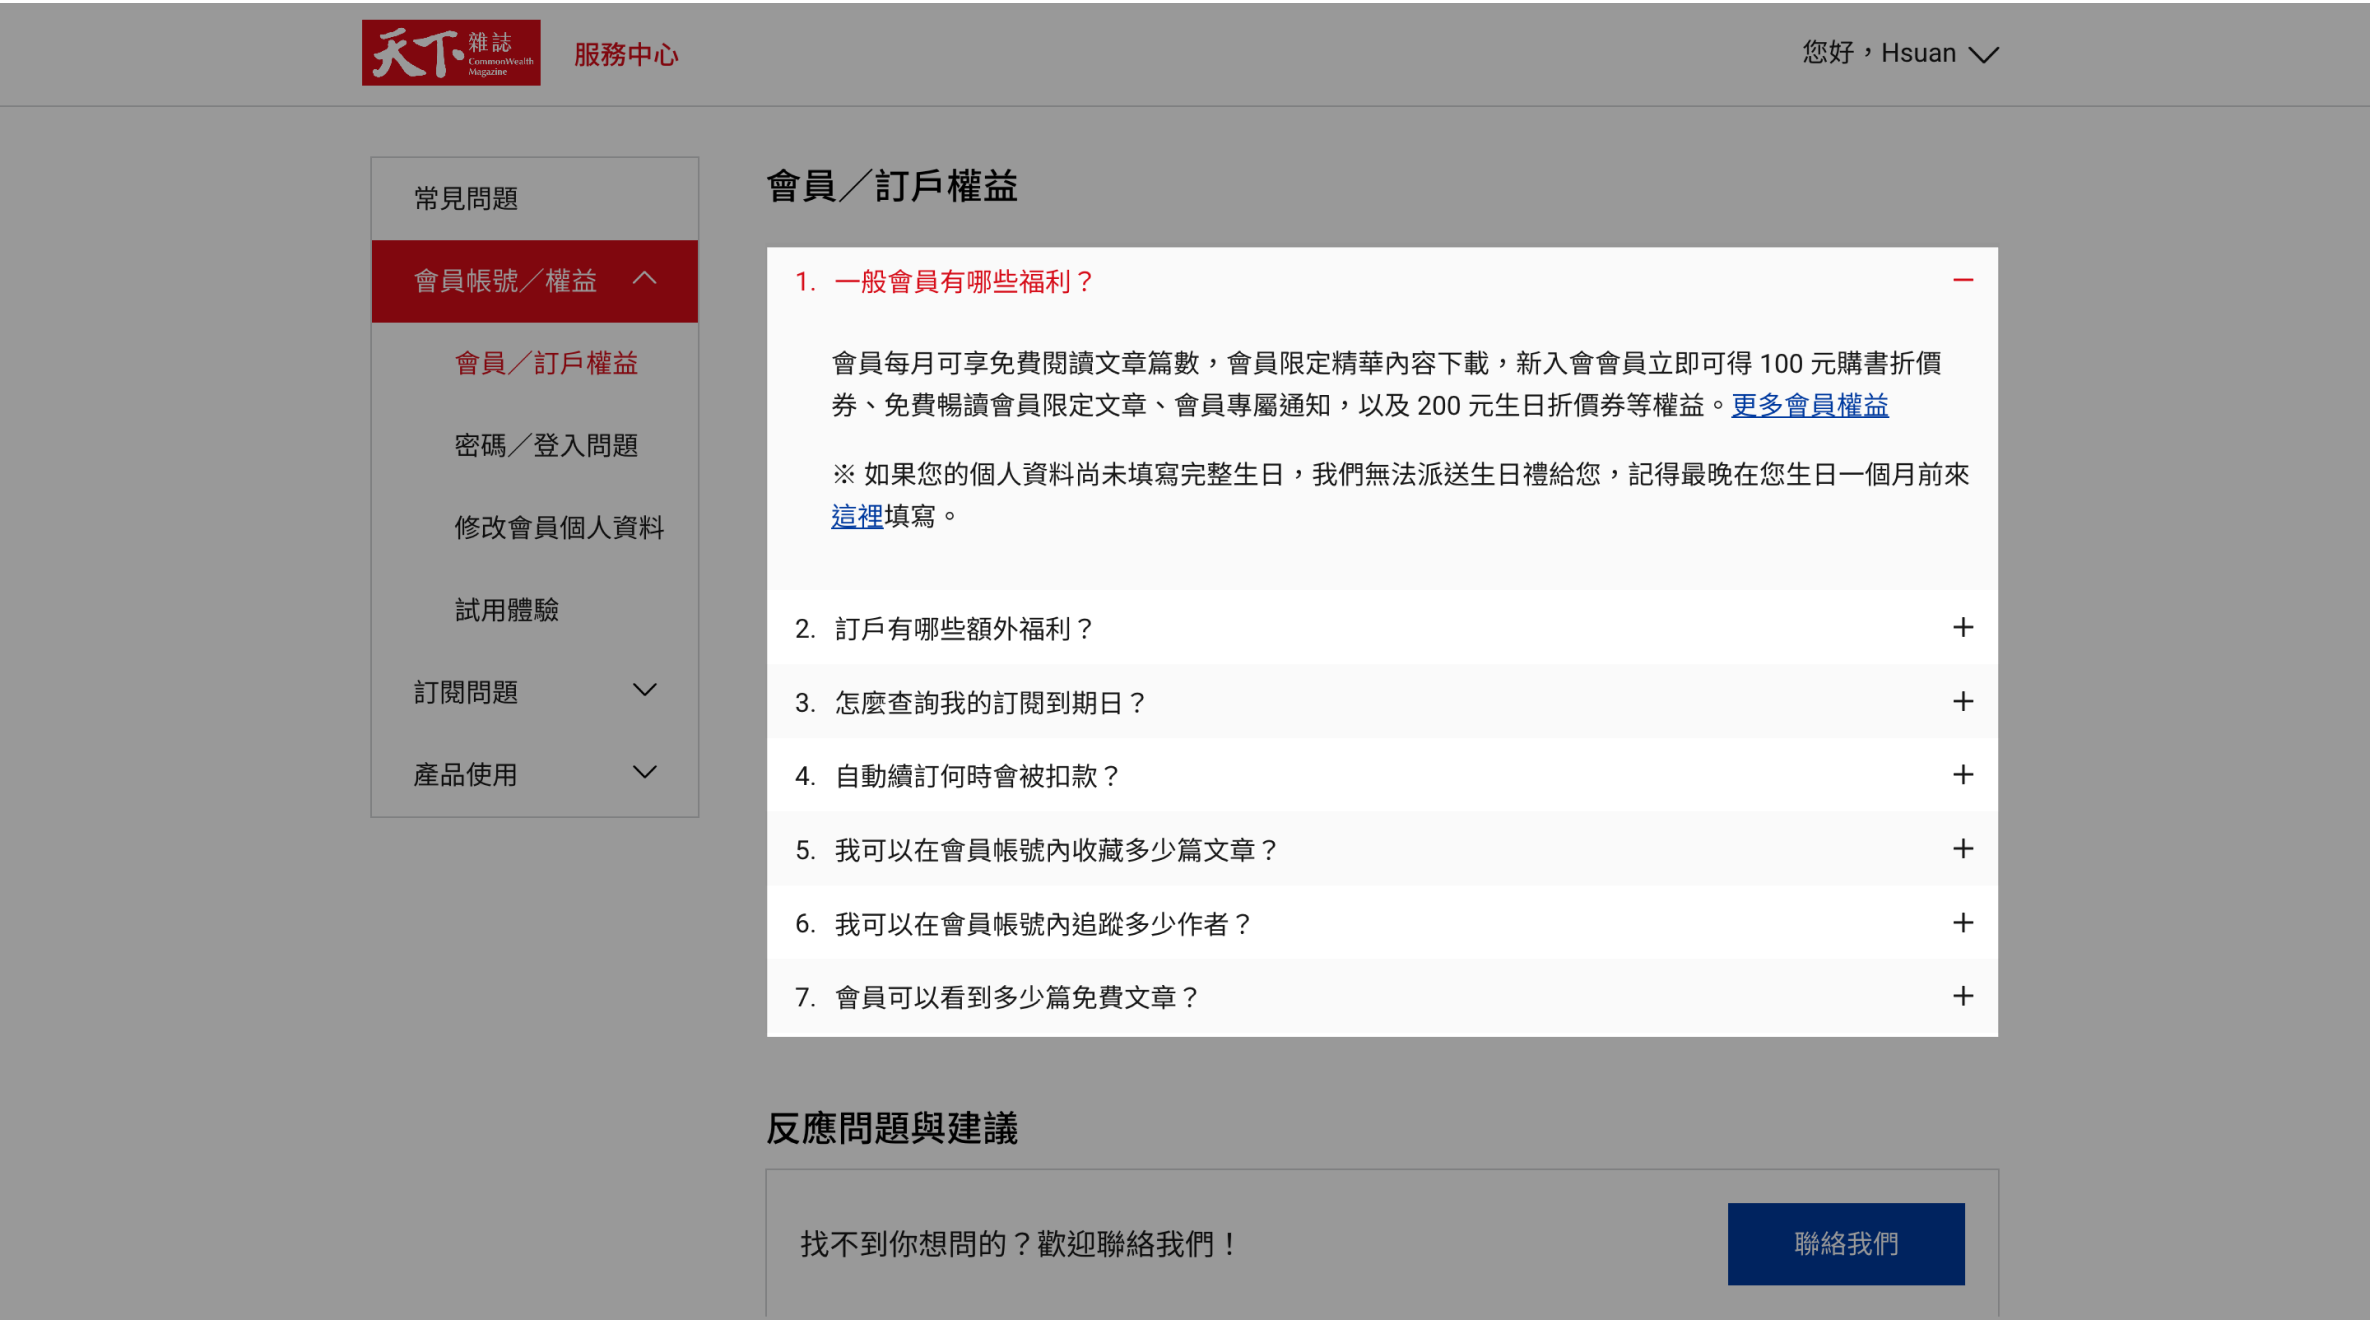 天下雜誌
CommonWealth
Magazine
服務中心
您好，Hsuan
常見問題
會員帳號／權益
會員／訂戶權益
密碼／登入問題
修改會員個人資料
試用體驗
訂閱問題
產品使用
會員／訂戶權益
1. 一般會員有哪些福利？
會員每月可享免費閱讀文章篇數，會員限定精華內容下載，新入會會員立即可得 100 元購書折價
券、免費暢讀會員限定文章、會員專屬通知，以及 200 元生日折價券等權益。更多會員權益
※ 如果您的個人資料尚未填寫完整生日，我們無法派送生日禮給您，記得最晚在您生日一個月前來
這裡填寫。
2. 訂戶有哪些額外福利？
3. 怎麼查詢我的訂閱到期日？
4. 自動續訂何時會被扣款？
5. 我可以在會員帳號內收藏多少篇文章？
6. 我可以在會員帳號內追蹤多少作者？
7. 會員可以看到多少篇免費文章？
反應問題與建議
找不到你想問的？歡迎聯絡我們！
聯絡我們